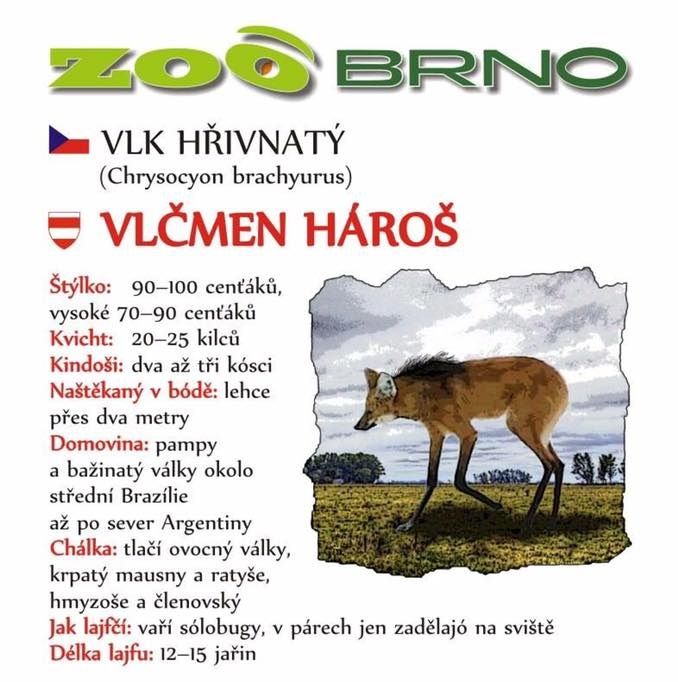 ZOO BRNO
VLK HŘIVNATÝ
(Chrysocyon brachyurus)
VLČMEN HÁROŠ
Štýlko: 90–100 cenťáků,
vysoké 70–90 cenťáků
Kvicht: 20–25 kilců
Kindoši: dva až tři kósci
Naštěkaný v bódě: lehce
přes dva metry
Domovina: pampy
a bažinatý války okolo
střední Brazílie
až po sever Argentiny
Chálka: tlačí ovocný války,
krpatý mausny a ratyše,
hmyzoše a členovský
Jak lajfčí: vaří sólobugy, v párech jen zadělajó na sviště
Délka lajfu: 12–15 jařin